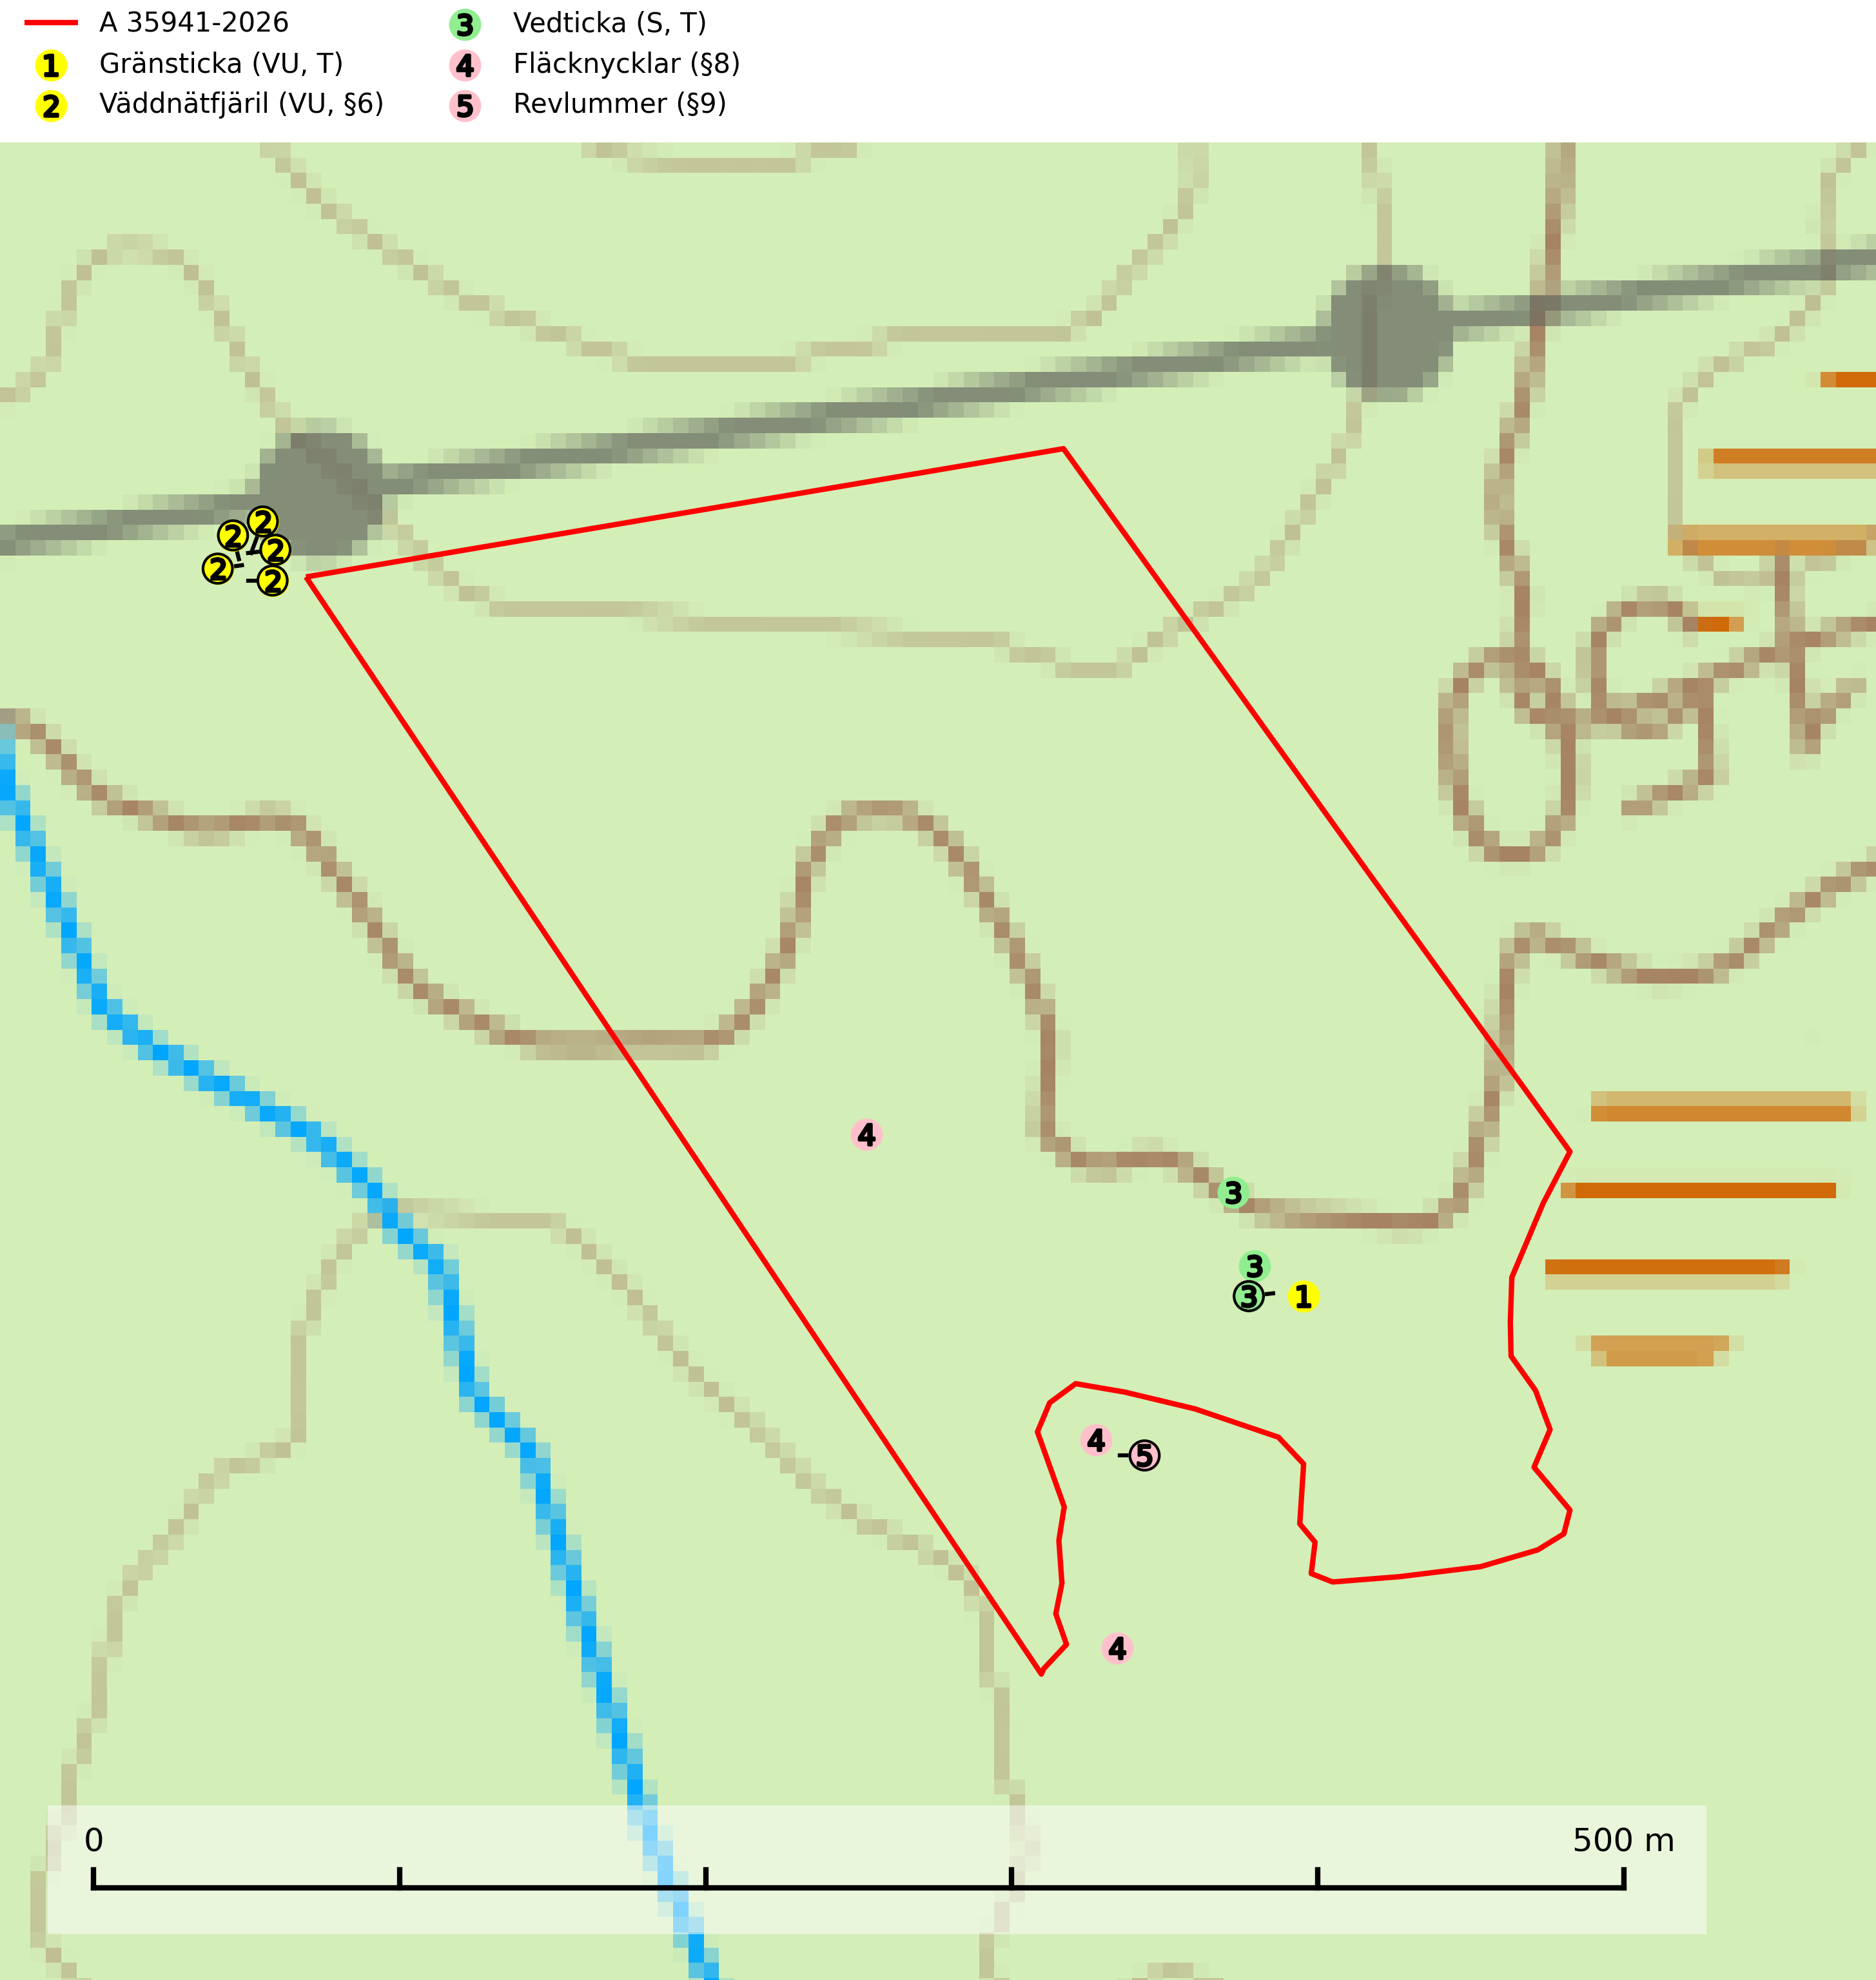 A 35941-2026
1 Gränsticka (VU, T)
2 Väddnätfjäril (VU, §6)
3 Vedticka (S, T)
4 Fläcknycklar (§8)
5 Revlummer (§9)
2
2
2
2
2
4
3
3
3 1
4
5
4
0 500 m